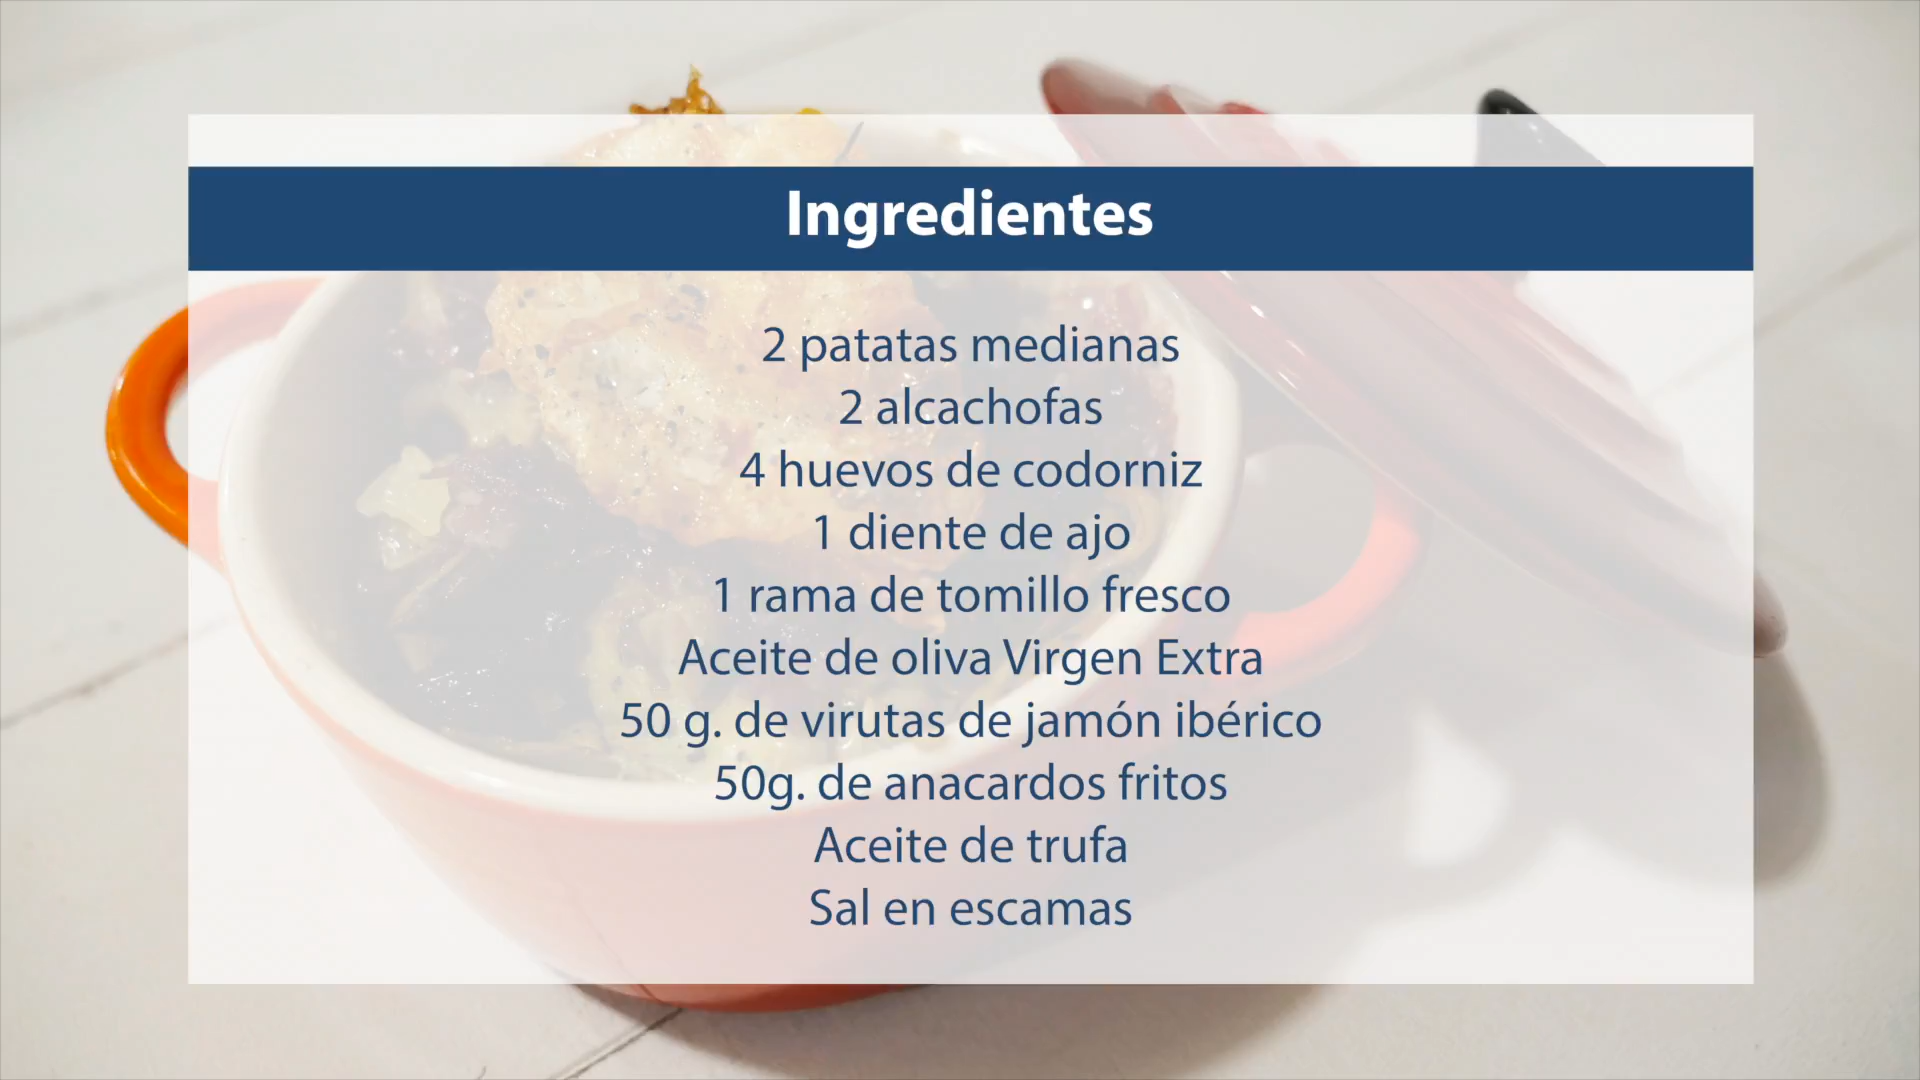 Ingredientes
2 patatas medianas
2 alcachofas
4 huevos de codorniz
1 diente de ajo
1 rama de tomillo fresco
Aceite de oliva Virgen Extra
50 g. de virutas de jamón ibérico
50g. de anacardos fritos
Aceite de trufa
Sal en escamas